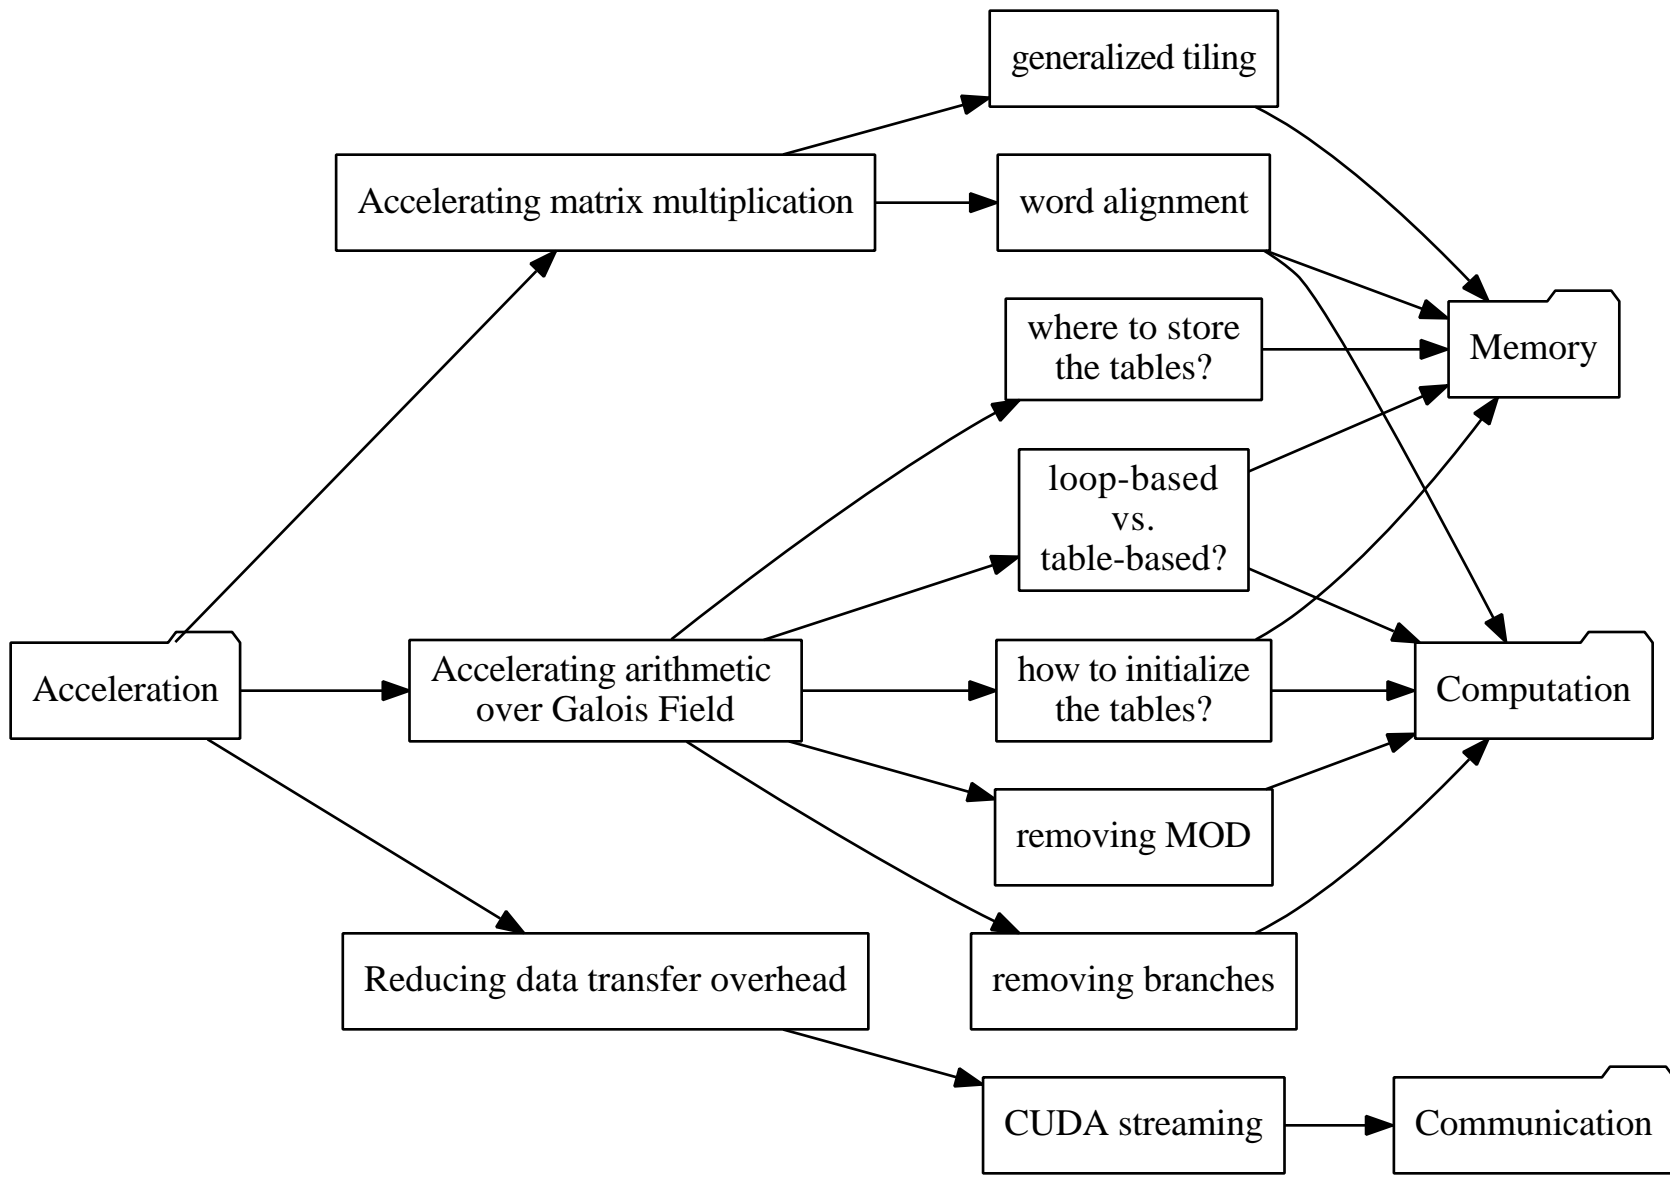 generalized tiling
Accelerating matrix multiplication
word alignment
where to store
the tables?
Memory
loop-based
vs.
table-based?
Acceleration
Accelerating arithmetic
over Galois Field
how to initialize
the tables?
Computation
removing MOD
Reducing data transfer overhead
removing branches
CUDA streaming
Communication